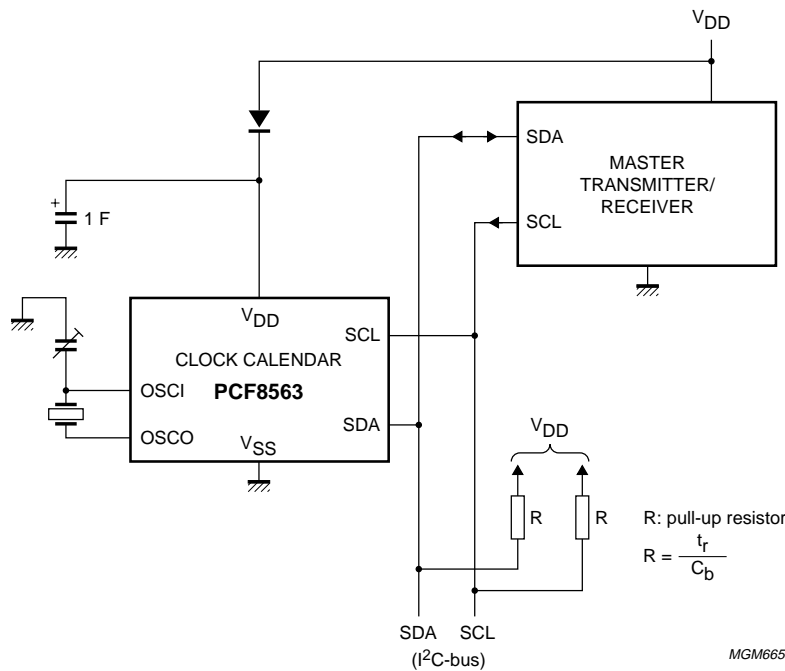 VDD
SDA
MASTER
TRANSMITTER/
RECEIVER
SCL
+
1 F
VDD
SCL
CLOCK CALENDAR
PCF8563
OSCI
SDA
OSCO
VSS
VDD
R
R
R: pull-up resistor
R = tr
Cb
SDA SCL
(I2C-bus)
MGM665